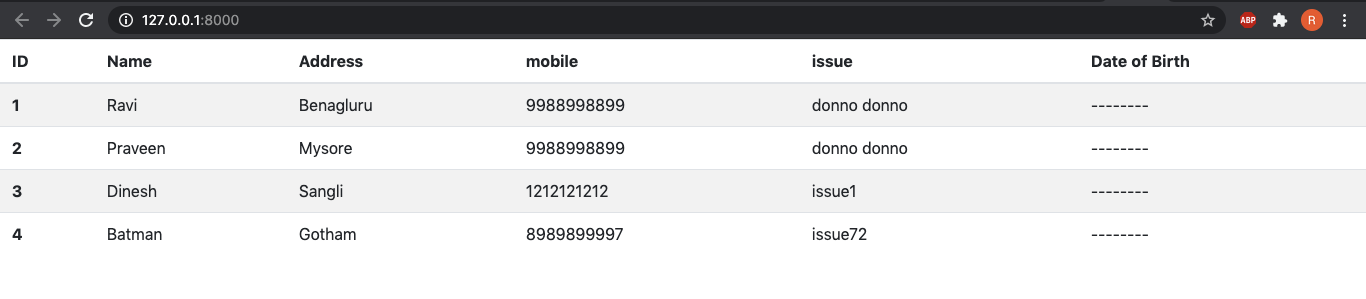 127.0.0.1:8000
ABP
R
ID Name Address mobile issue Date of Birth
1 Ravi Benagluru 9988998899 donno donno --------
2 Praveen Mysore 9988998899 donno donno --------
3 Dinesh Sangli 1212121212 issue1 --------
4 Batman Gotham 8989899997 issue72 --------